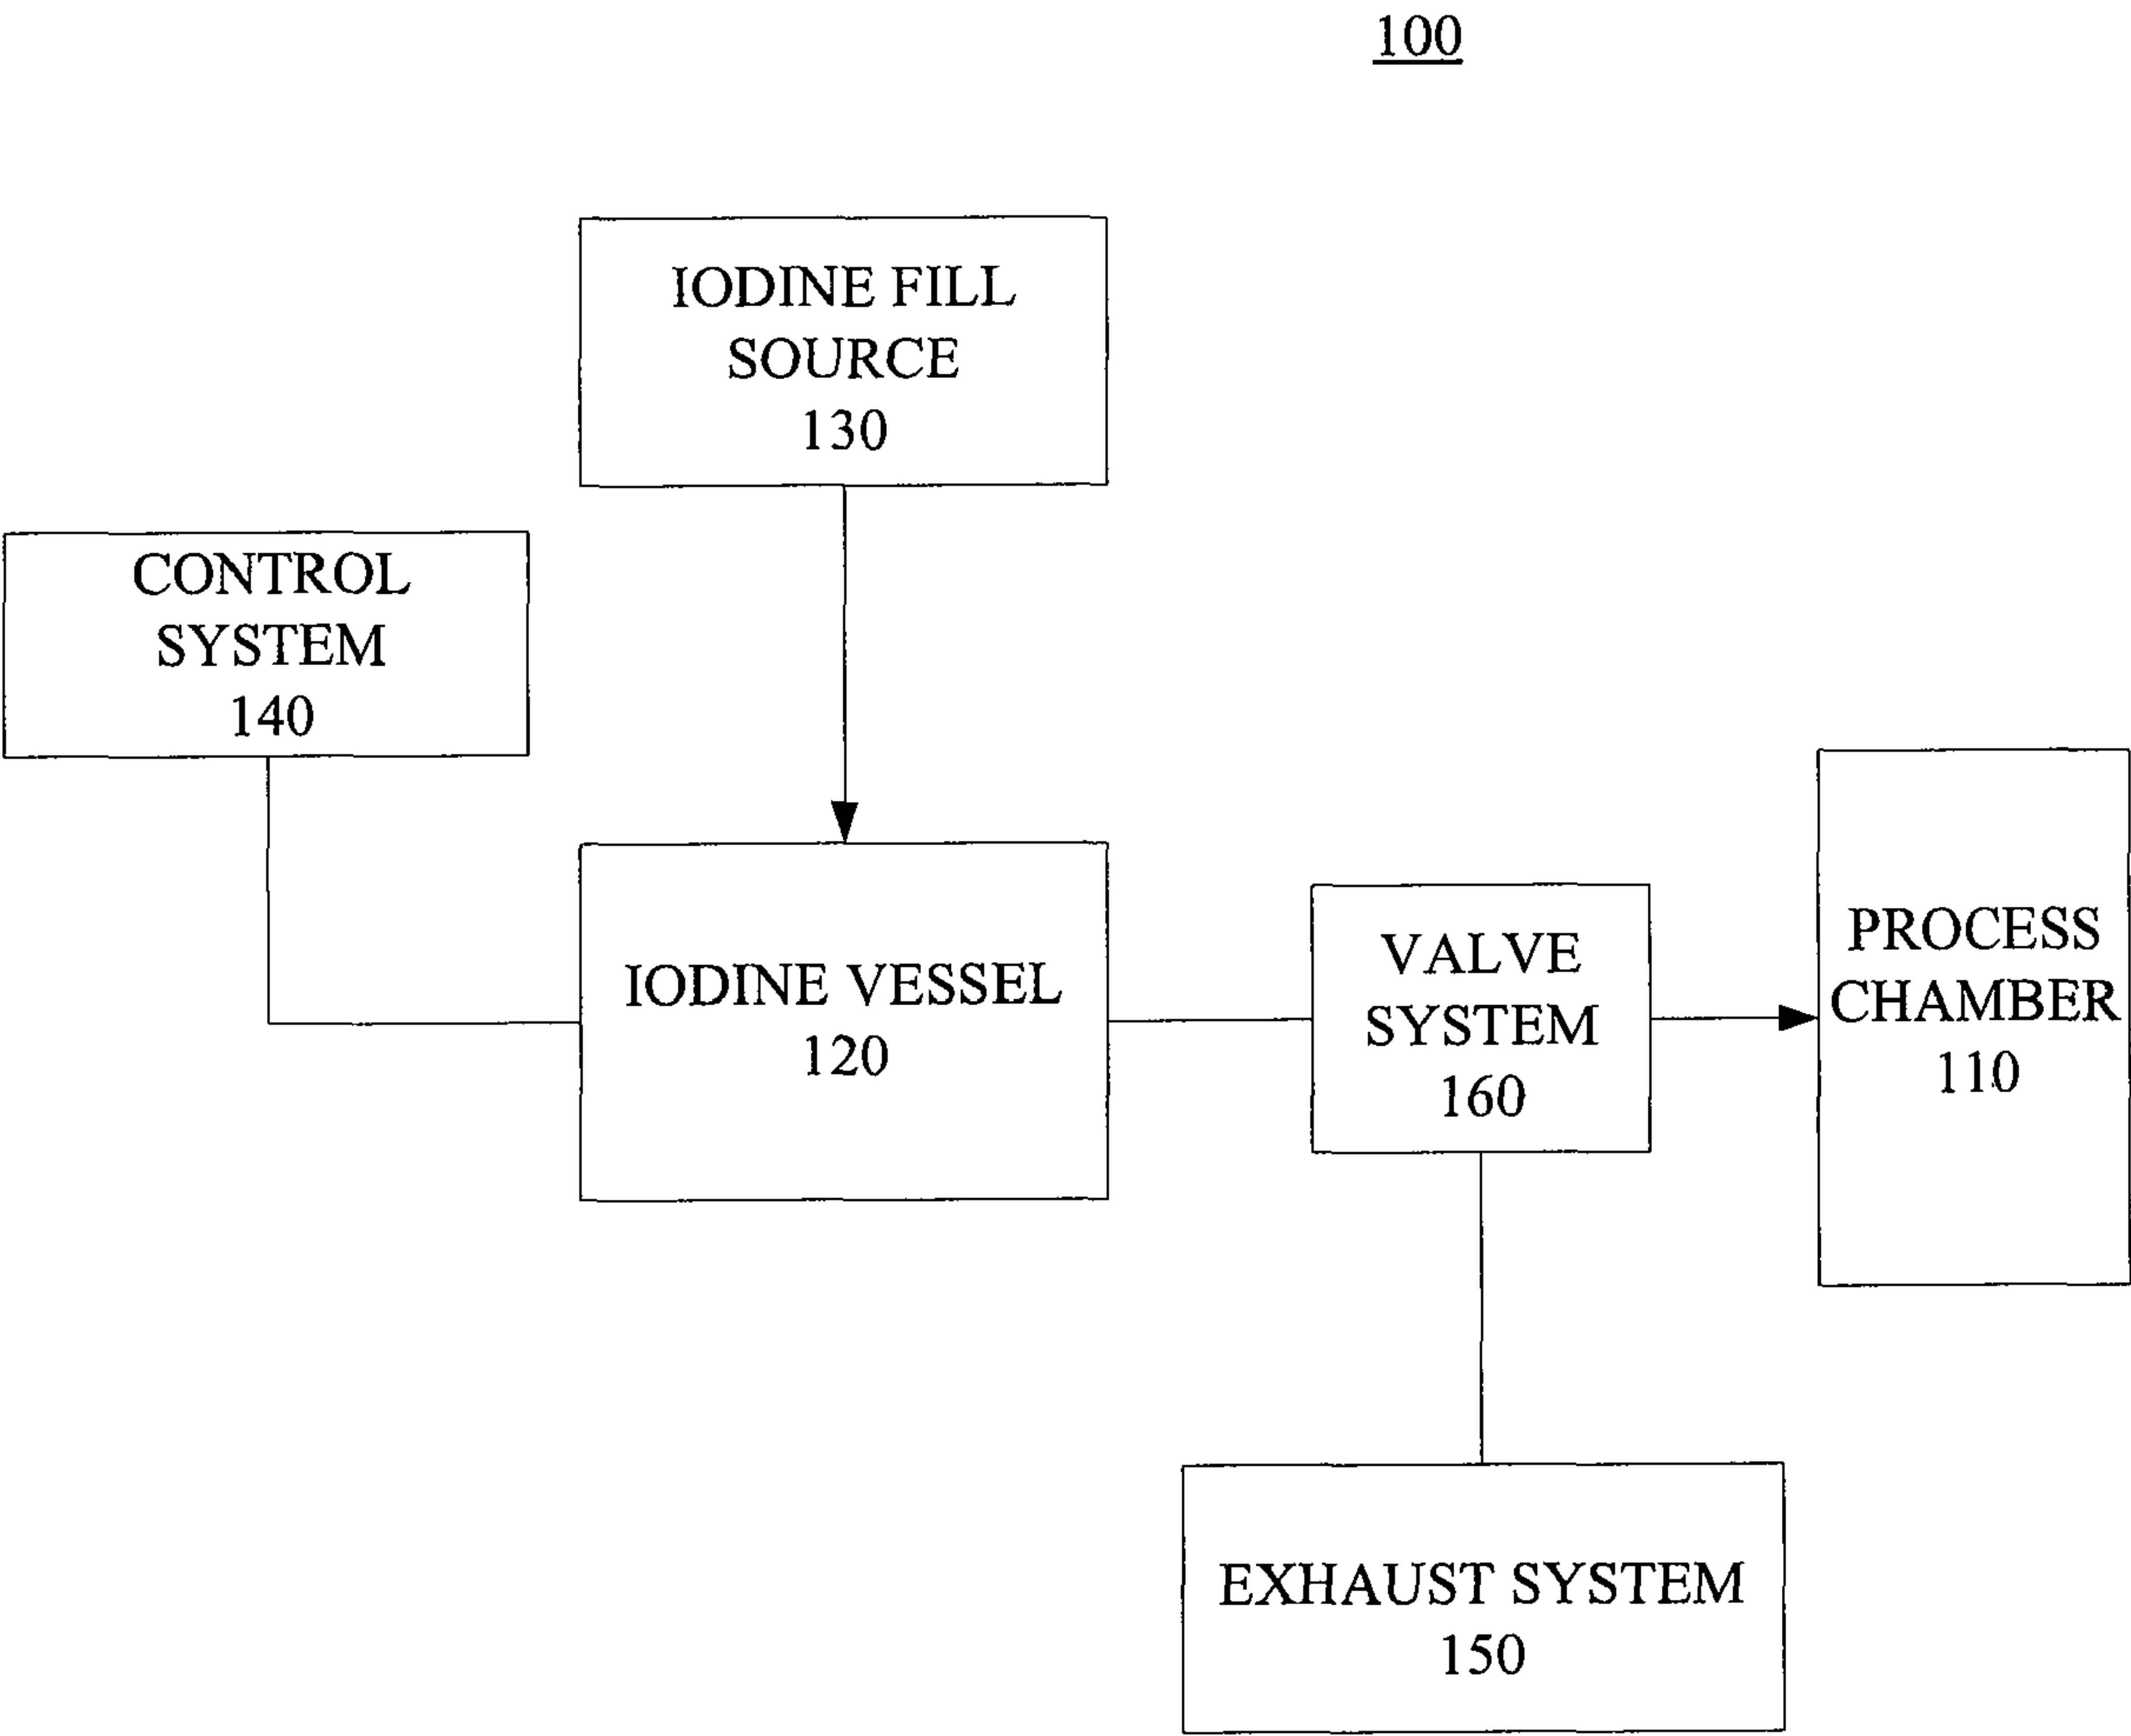 100
IODINE FILL
SOURCE
130
CONTROL
SYSTEM
140
IODINE VESSEL
120
VALVE
SYSTEM
160
PROCESS
CHAMBER
110
EXHAUST SYSTEM
150